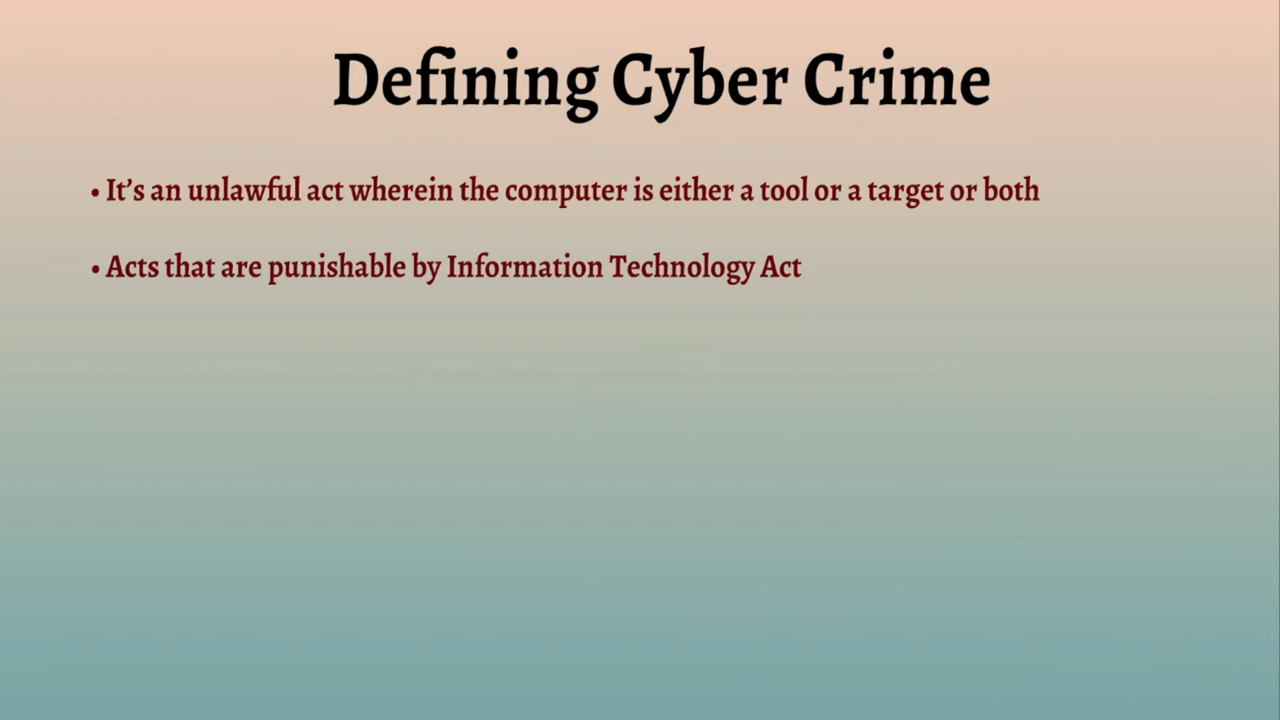 Defining Cyber Crime
• It’s an unlawful act wherein the computer is either a tool or a target or both
• Acts that are punishable by Information Technology Act